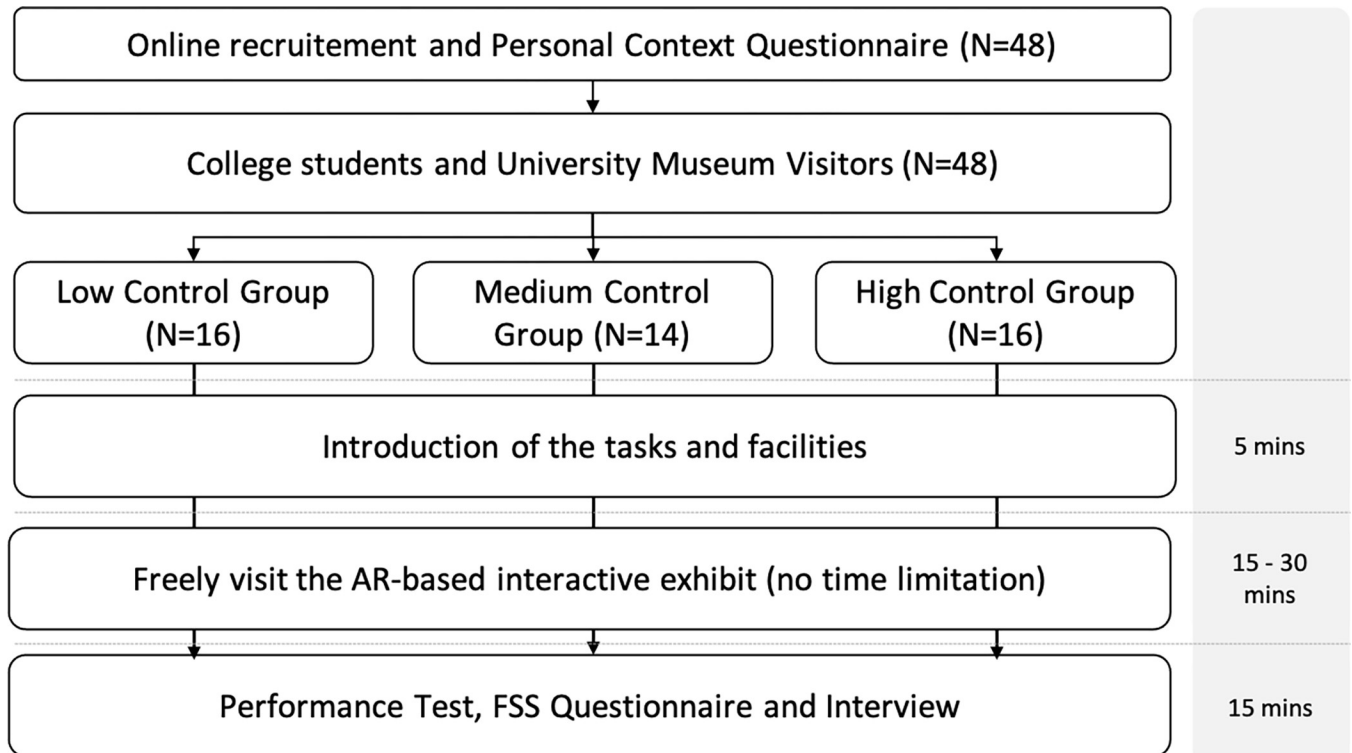 Online recruitement and Personal Context Questionnaire (N=48)
College students and University Museum Visitors (N=48)
Low Control Group
(N=16)
Medium Control
Group (N=14)
High Control Group
(N=16)
Introduction of the tasks and facilities
5 mins
Freely visit the AR-based interactive exhibit (no time limitation)
15 - 30
mins
Performance Test, FSS Questionnaire and Interview
15 mins